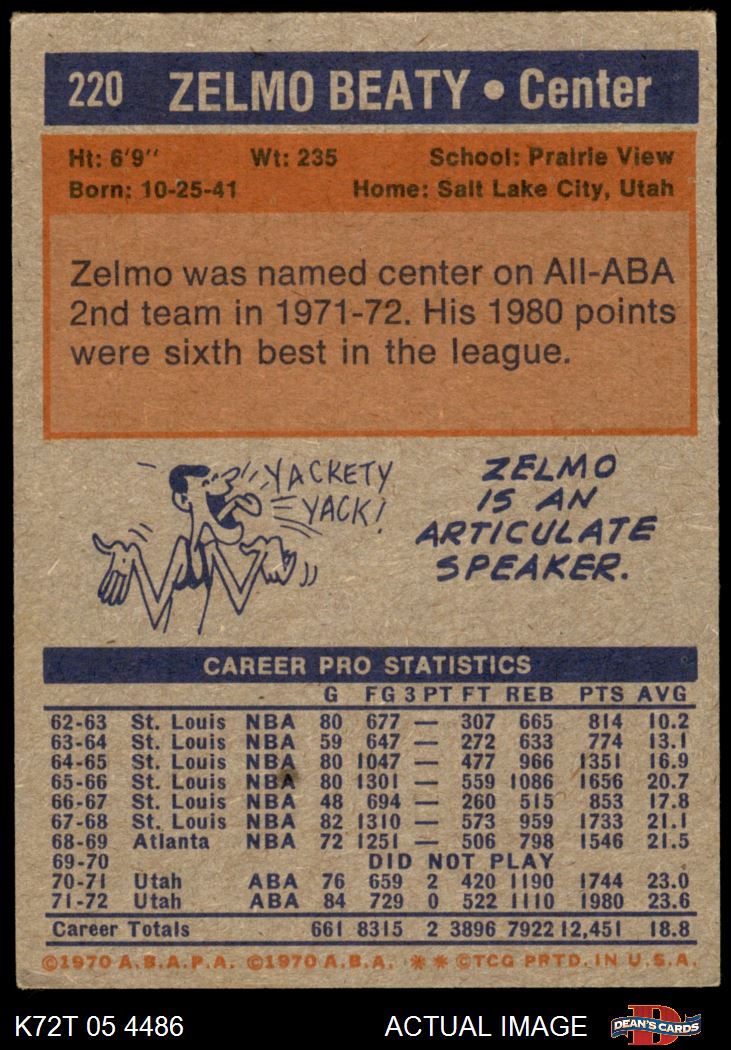 220 ZELMO BEATY • Center
Ht: 6'9'' Wt: 235 School: Prairie View
Born: 10-25-41 Home: Salt Lake City, Utah
Zelmo was named center on All-ABA
2nd team in 1971-72. His 1980 points
were sixth best in the league.
YACKETY
YACK!
ZELMO
IS AN
ARTICULATE
SPEAKER.
CAREER PRO STATISTICS
G FG 3 PT FT REB PTS AVG
62-63 St. Louis NBA 80 677 — 307 665 814 10.2
63-64 St. Louis NBA 59 647 — 272 633 774 13.1
64-65 St. Louis NBA 80 1047 — 477 966 1351 16.9
65-66 St. Louis NBA 80 1301 — 559 1086 1656 20.7
66-67 St. Louis NBA 48 694 — 260 515 853 17.8
67-68 St. Louis NBA 82 1310 — 573 959 1733 21.1
68-69 Atlanta NBA 72 1251 — 506 798 1546 21.5
69-70 DID NOT PLAY
70-71 Utah ABA 76 659 2 420 1190 1744 23.0
71-72 Utah ABA 84 729 0 522 1110 1980 23.6
Career Totals 661 8315 2 3896 7922 12,451 18.8
©1970 A.B.A.P.A. ©1970 A.B.A. ** ©TCG PRTD. IN U.S.A.
K72T 05 4486 ACTUAL IMAGE D DEAN'S CARDS